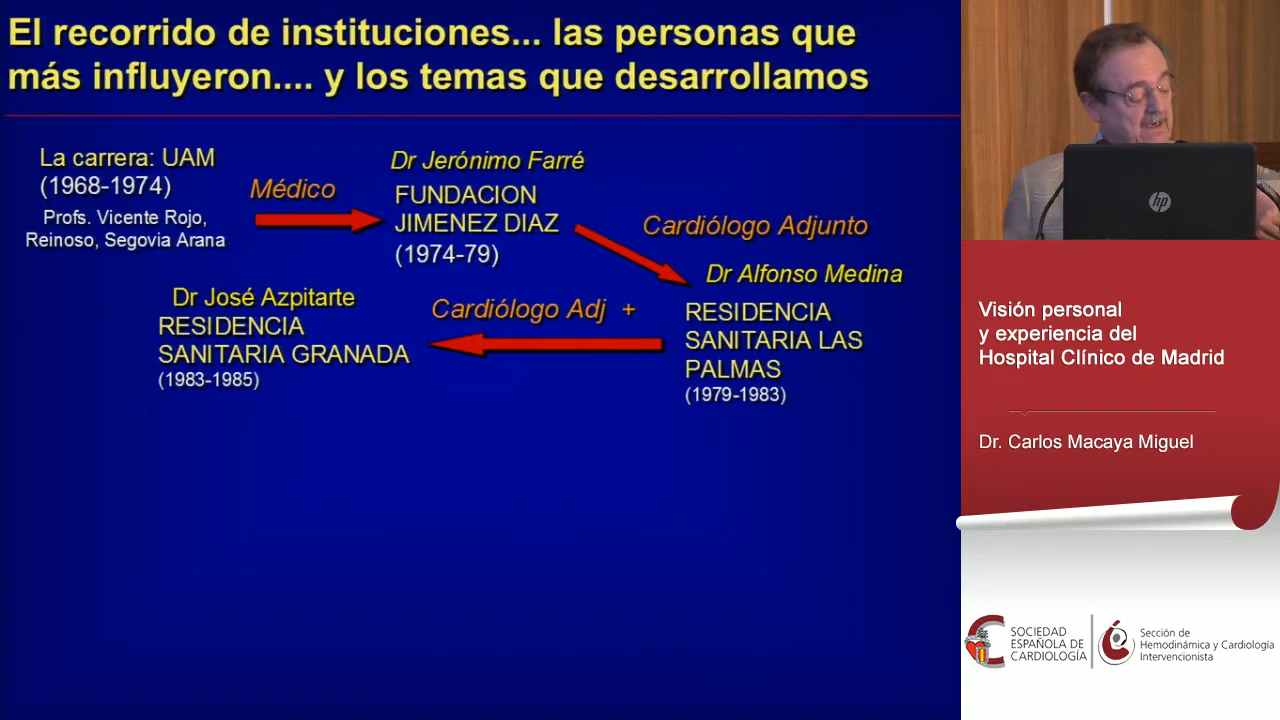 El recorrido de instituciones... las personas que
más influyeron.... y los temas que desarrollamos
La carrera: UAM
(1968-1974)
Profs. Vicente Rojo,
Reinoso, Segovia Arana
Médico
Dr Jerónimo Farré
FUNDACION
JIMENEZ DIAZ
(1974-79)
Cardiólogo Adjunto
Dr Alfonso Medina
RESIDENCIA
SANITARIA LAS
PALMAS
(1979-1983)
Cardiólogo Adj +
Dr José Azpitarte
RESIDENCIA
SANITARIA GRANADA
(1983-1985)
hp
Visión personal
y experiencia del
Hospital Clínico de Madrid
Dr. Carlos Macaya Miguel
SOCIEDAD
ESPAÑOLA DE
CARDIOLOGÍA
Sección de
Hemodinámica y Cardiología
Intervencionista